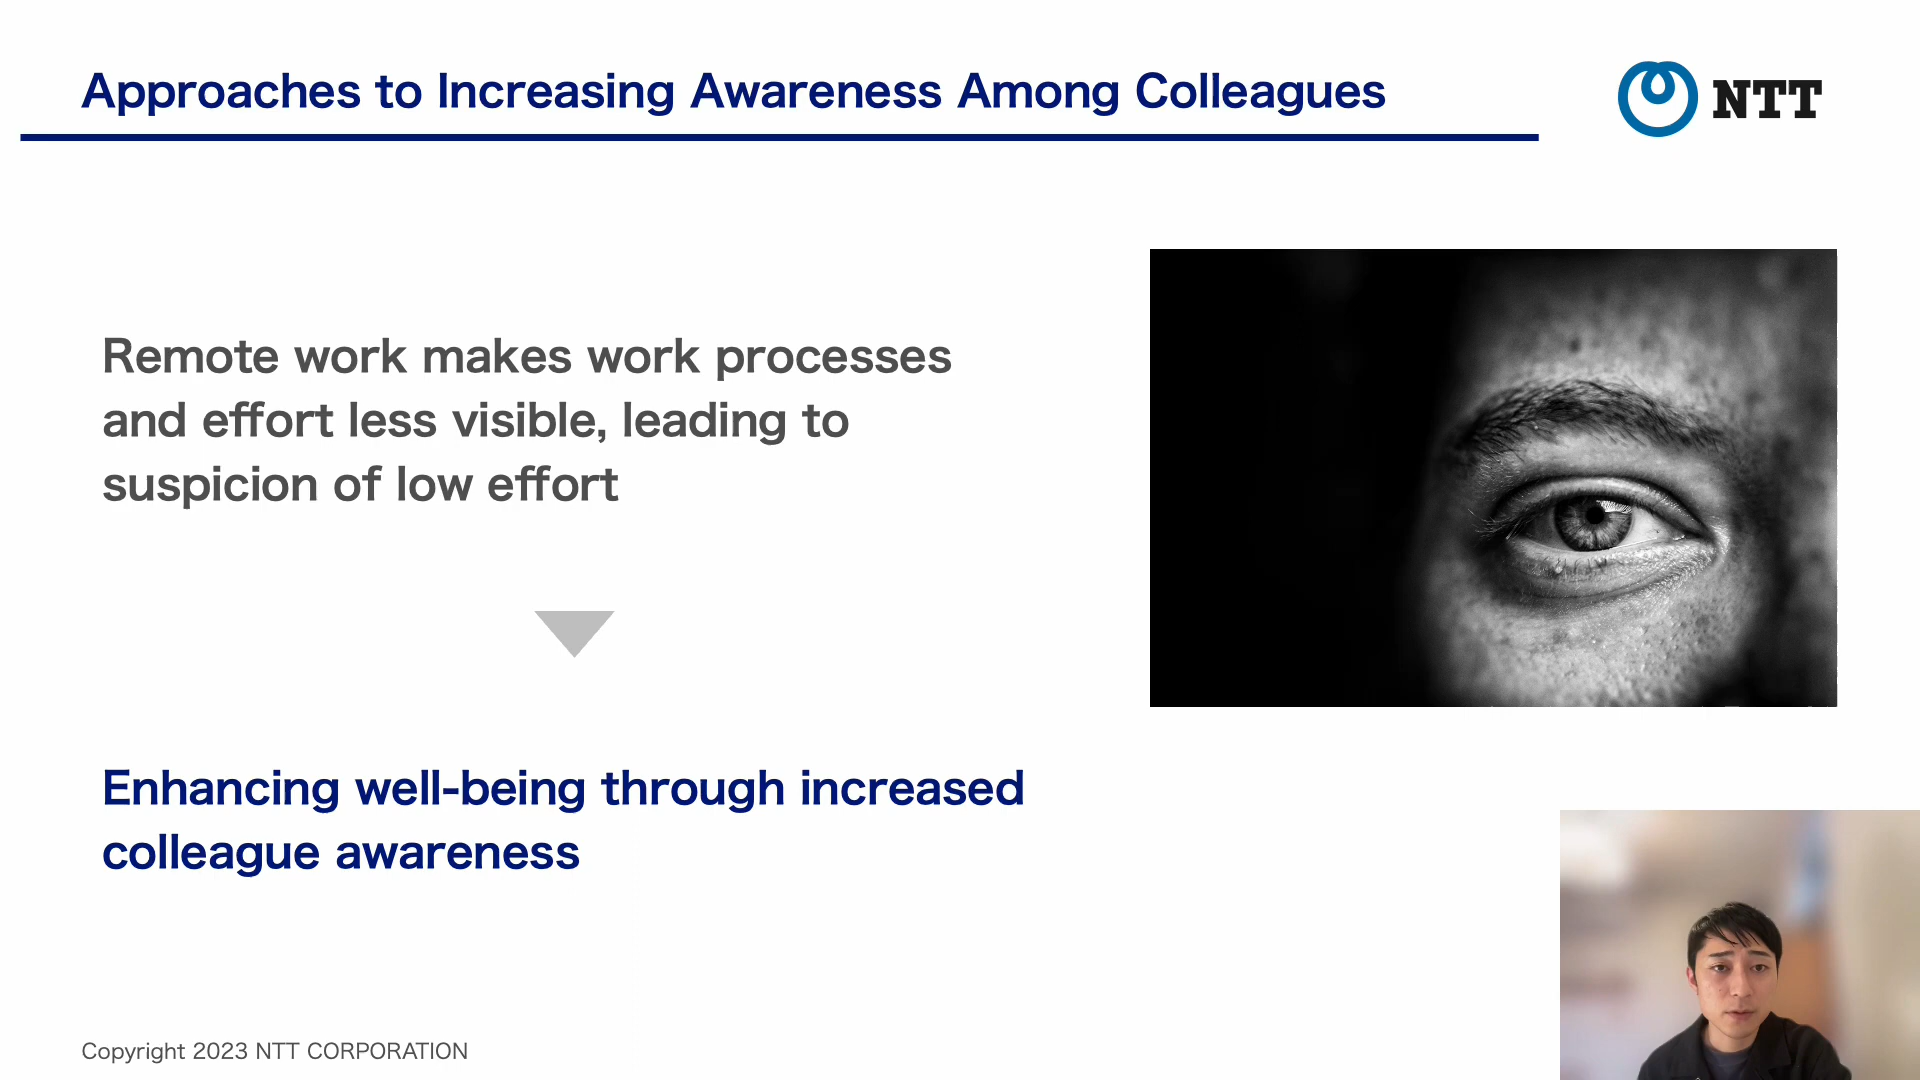 Approaches to Increasing Awareness Among Colleagues
NTT
Remote work makes work processes
and effort less visible, leading to
suspicion of low effort
Enhancing well-being through increased
colleague awareness
Copyright 2023 NTT CORPORATION